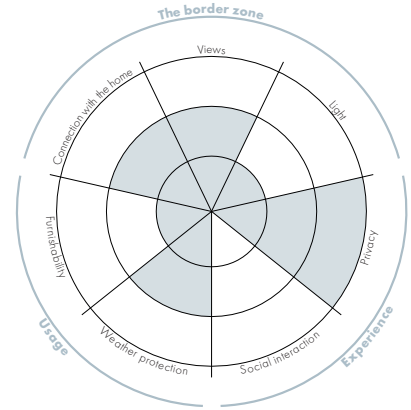 The border zone
Views
Connection with the home
Light
Furnishability
Privacy
Usage
Weather protection
Social interaction
Experience